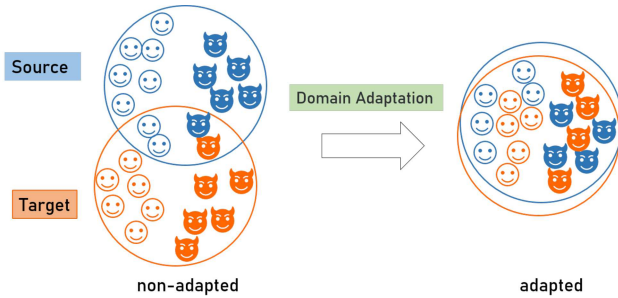 Source
Domain Adaptation
Target
non-adapted
adapted